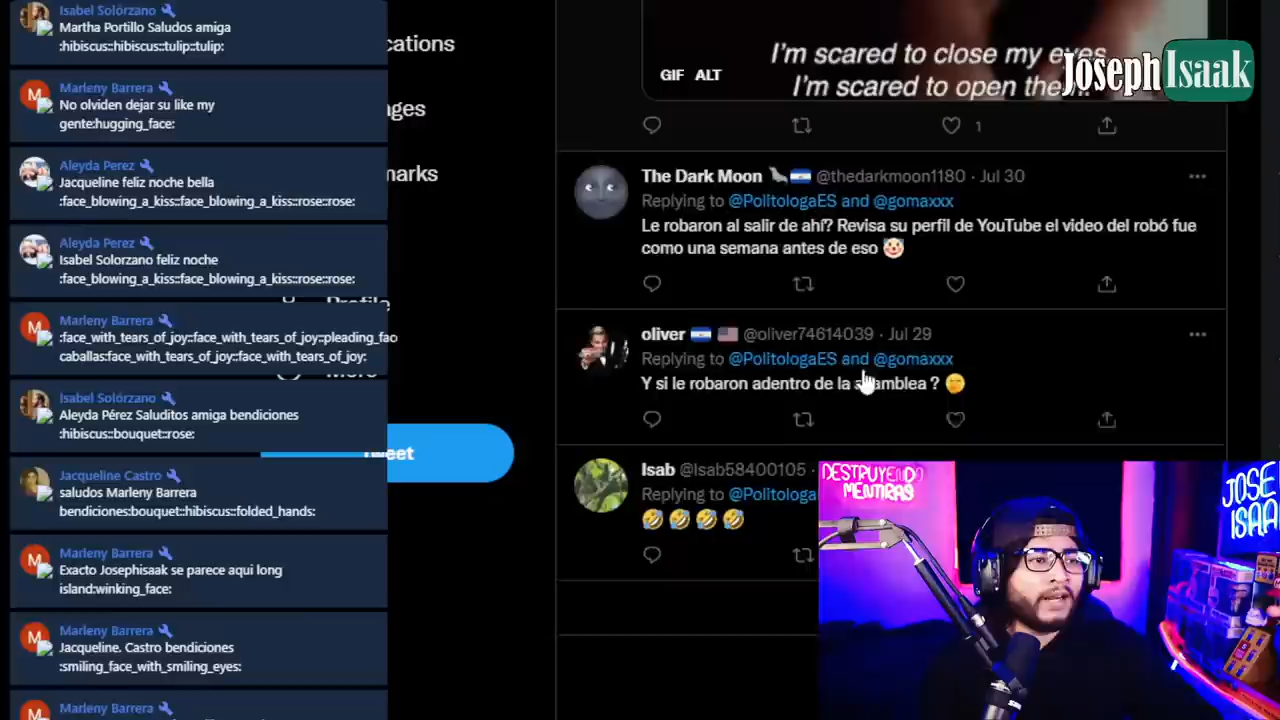 Isabel Solórzano
Martha Portillo Saludos amiga
:hibiscus::hibiscus::tulip::tulip:
Marleny Barrera
No olviden dejar su like my
gente:hugging_face:
Aleyda Perez
Jacqueline feliz noche bella
:face_blowing_a_kiss::face_blowing_a_kiss::rose::rose:
Aleyda Perez
Isabel Solorzano feliz noche
:face_blowing_a_kiss::face_blowing_a_kiss::rose::rose:
Marleny Barrera
:face_with_tears_of_joy::face_with_tears_of_joy::pleading_fac
caballas:face_with_tears_of_joy::face_with_tears_of_joy:
Isabel Solórzano
Aleyda Pérez Saluditos amiga bendiciones
:hibiscus::bouquet::rose:
Jacqueline Castro
saludos Marleny Barrera
bendiciones:bouquet::hibiscus::folded_hands:
Marleny Barrera
Exacto Josephisaak se parece aqui long
island:winking_face:
Marleny Barrera
Jacqueline. Castro bendiciones
:smiling_face_with_smiling_eyes:
Marleny Barrera
cations
ges
marks
Profile
More
Tweet
I'm scared to close my eyes
I'm scared to open
GIF ALT
JosephIsaak
1
The Dark Moon @thedarkmoon1180 · Jul 30
Replying to @PolitologaES and @gomaxxx
Le robaron al salir de ahí? Revisa su perfil de YouTube el video del robó fue
como una semana antes de eso 🤡
oliver 🇸🇻 🇺🇸 @oliver74614039 · Jul 29
Replying to @PolitologaES and @gomaxxx
Y si le robaron adentro de la asamblea ?
Isab @Isab58400105 ·
Replying to @Politologa
🤣 🤣 🤣 🤣
DESTRUYENDO
MENTIRAS
JOSE
ISAA